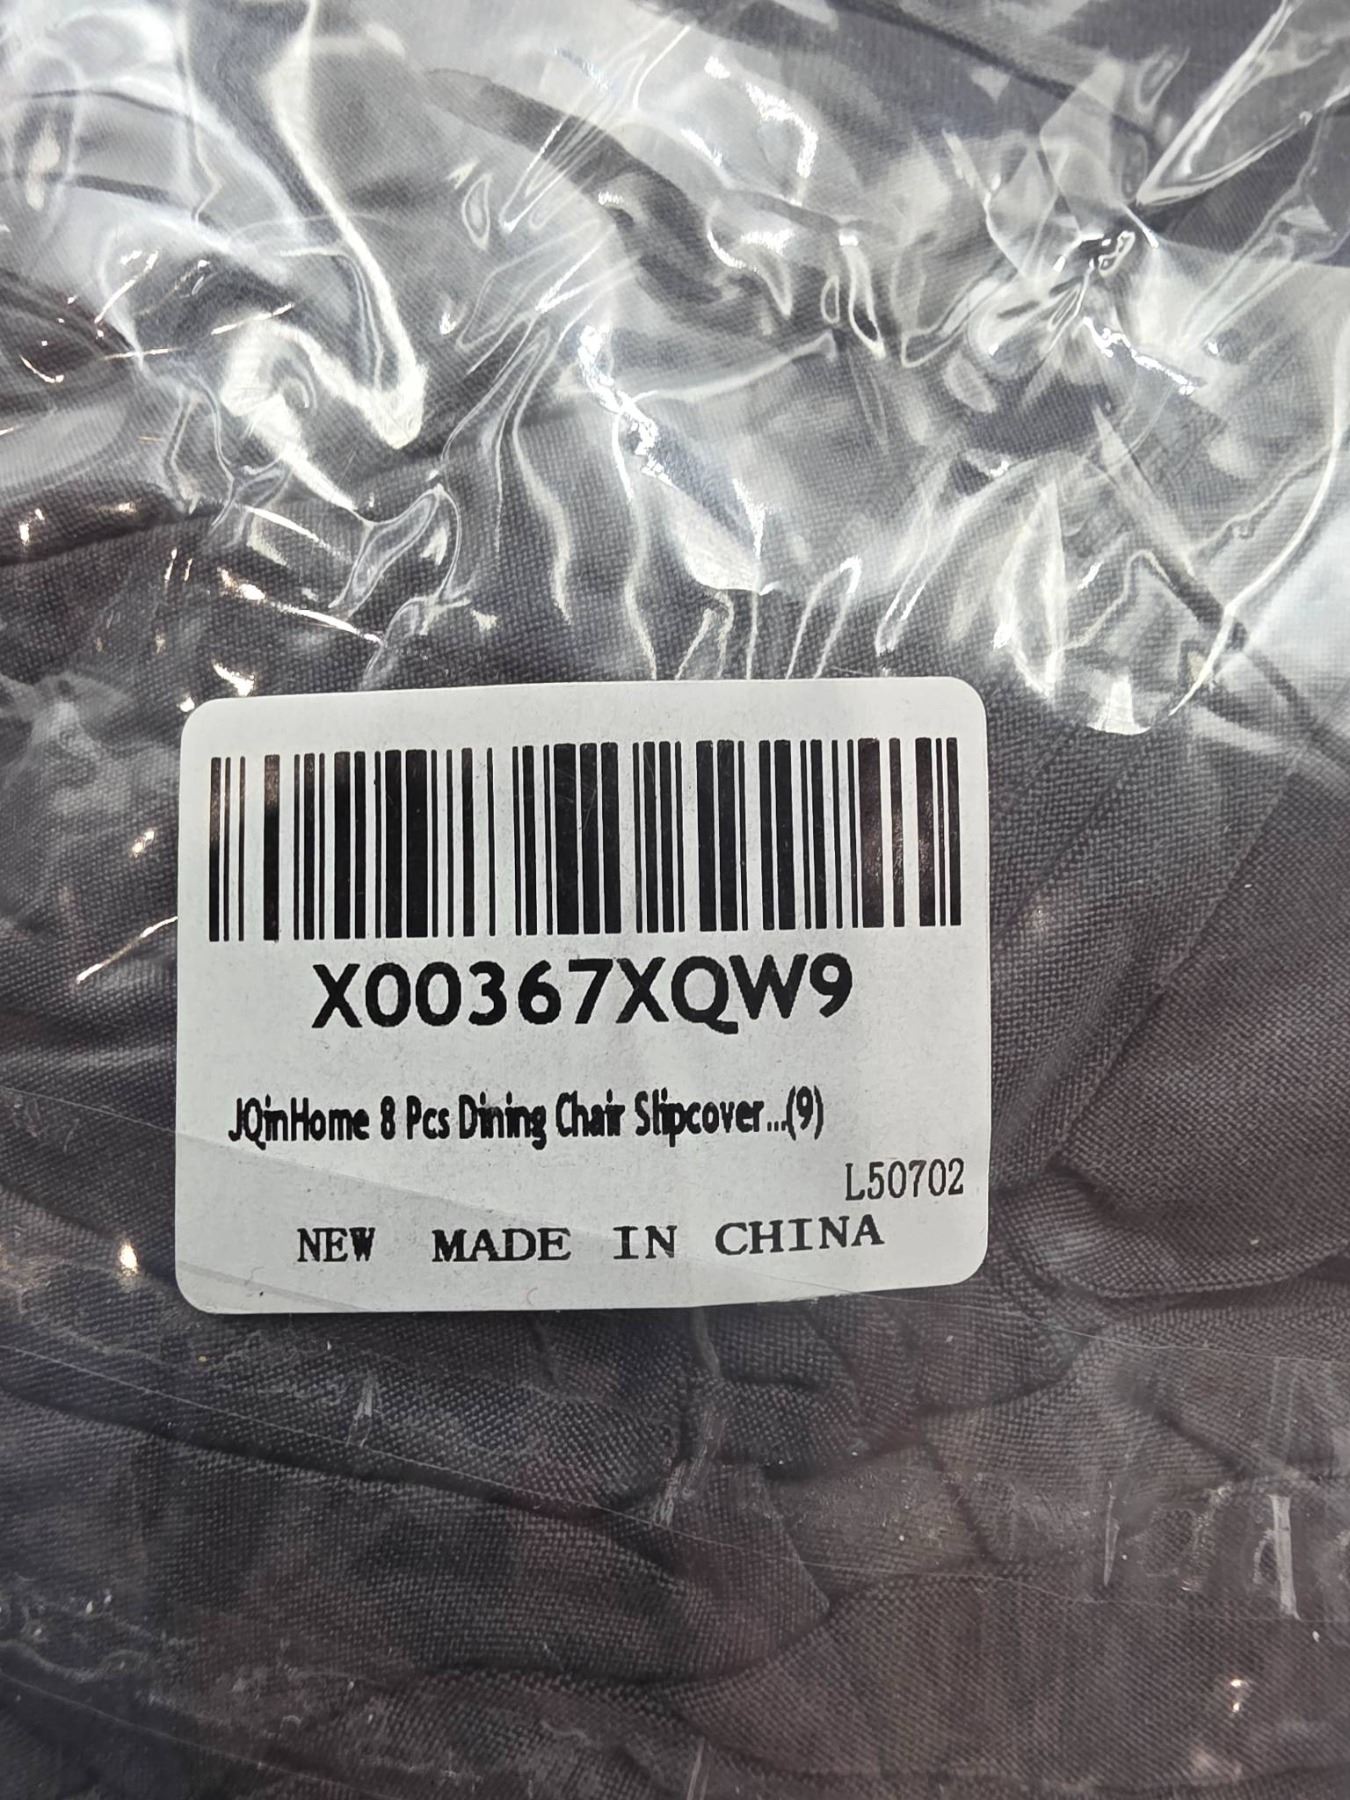 X00367XQW9
JQinHome 8 Pcs Dining Chair Slipcover...(9)
L50702
NEW MADE IN CHINA